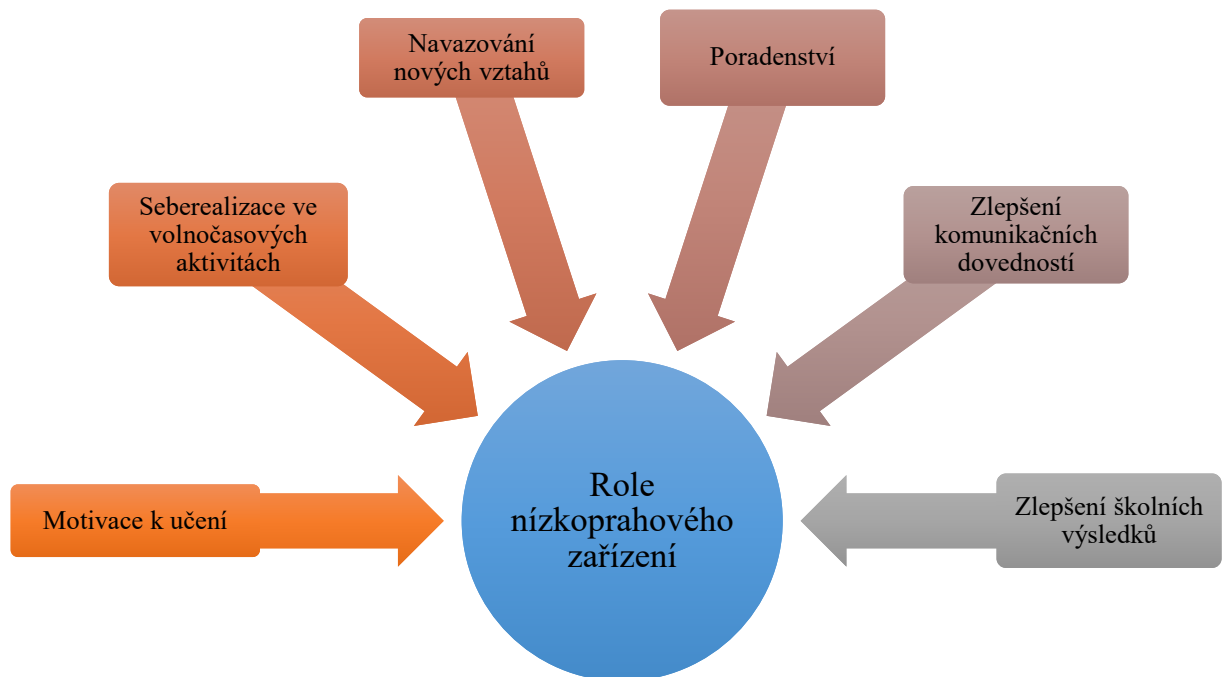 Navazování
nových vztahů
Poradenství
Seberealizace ve
volnočasových
aktivitách
Zlepšení
komunikačních
dovedností
Motivace k učení
Role
nízkoprahového
zařízení
Zlepšení školních
výsledků